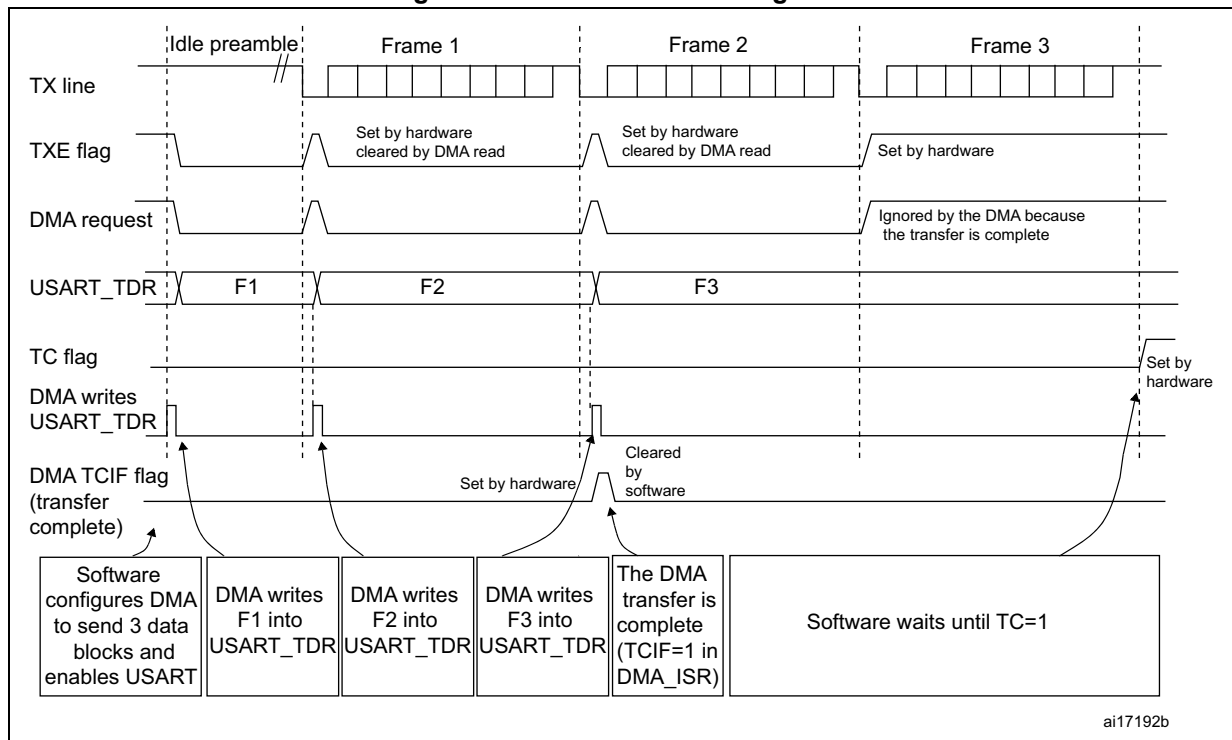 Idle preamble
Frame 1
Frame 2
Frame 3
TX line
TXE flag
Set by hardware
cleared by DMA read
Set by hardware
cleared by DMA read
Set by hardware
DMA request
Ignored by the DMA because
the transfer is complete
USART_TDR
F1
F2
F3
TC flag
Set by
hardware
DMA writes
USART_TDR
DMA TCIF flag
(transfer
complete)
Set by hardware
Cleared
by
software
Software
configures DMA
to send 3 data
blocks and
enables USART
DMA writes
F1 into
USART_TDR
DMA writes
F2 into
USART_TDR
DMA writes
F3 into
USART_TDR
The DMA
transfer is
complete
(TCIF=1 in
DMA_ISR)
Software waits until TC=1
ai17192b